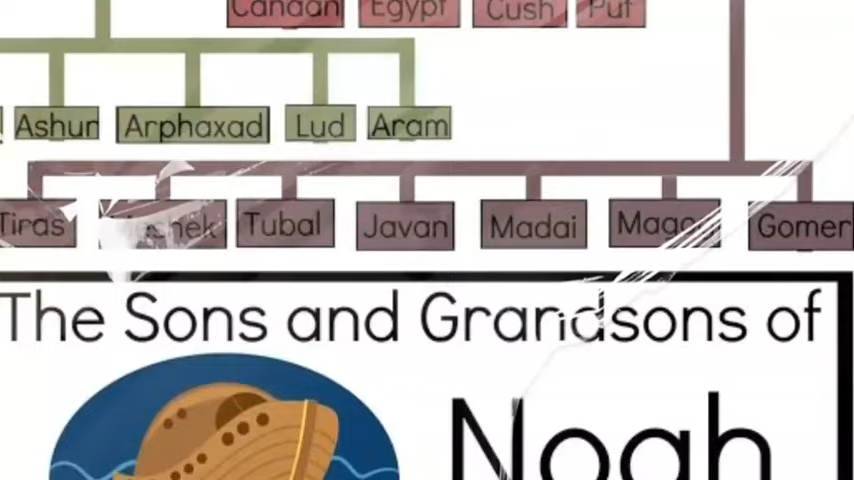 Canaan Egypt Cush Put
Ashur Arphaxad Lud Aram
Tiras Tubal Javan Madai Gomer
The Sons and Grandsons of
Noah